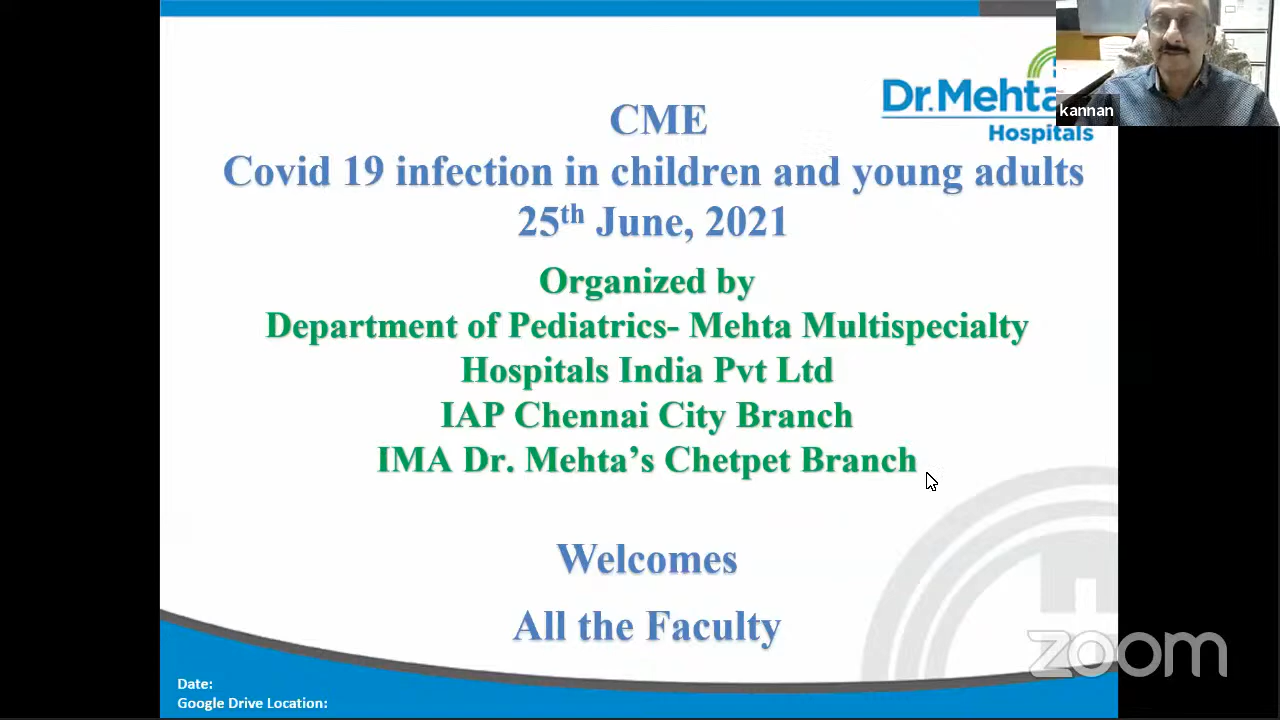 CME
Covid 19 infection in children and young adults
25th June, 2021
Organized by
Department of Pediatrics- Mehta Multispecialty
Hospitals India Pvt Ltd
IAP Chennai City Branch
IMA Dr. Mehta’s Chetpet Branch
Welcomes
All the Faculty
Date:
Google Drive Location:
Dr.Mehta
Hospitals
kannan
zoom